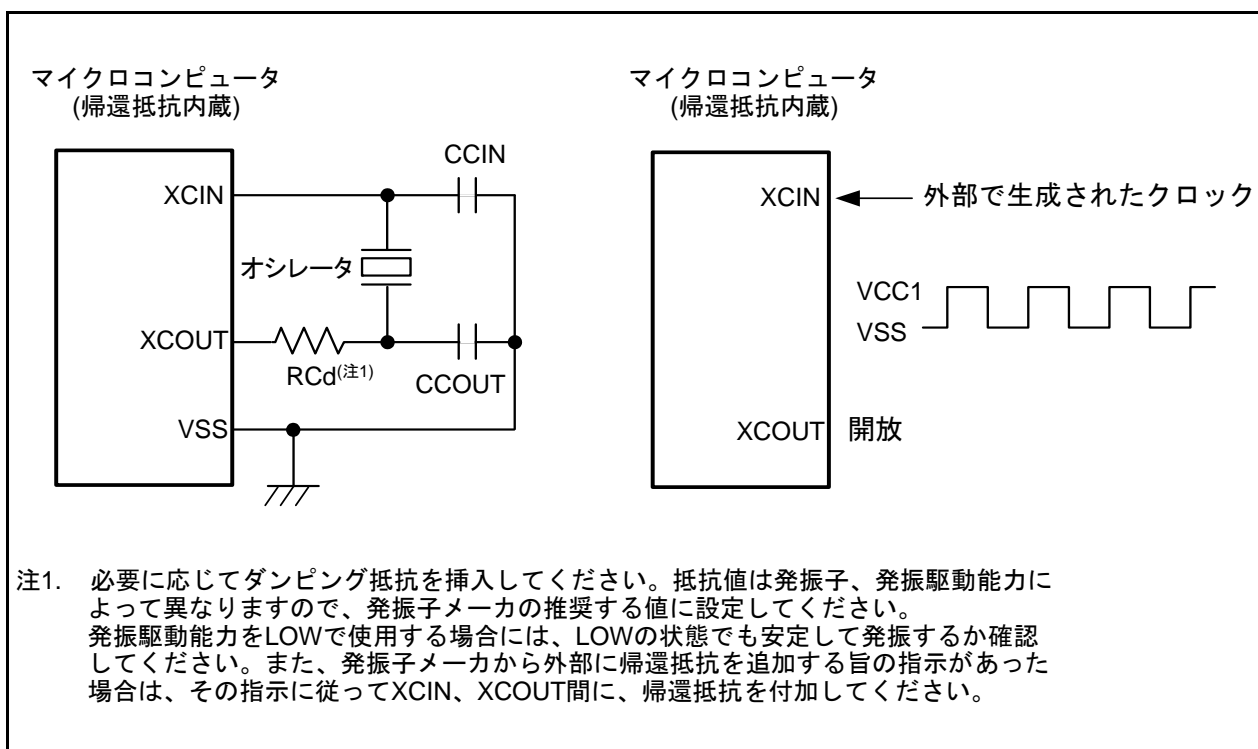 マイクロコンピュータ
(帰還抵抗内蔵)
XCIN
CCIN
オシレータ
XCOUT
RCd(注1)
CCOUT
VSS
マイクロコンピュータ
(帰還抵抗内蔵)
XCIN
外部で生成されたクロック
VCC1
VSS
XCOUT
開放
注1. 必要に応じてダンピング抵抗を挿入してください。抵抗値は発振子、発振駆動能力に
よって異なりますので、発振子メーカの推奨する値に設定してください。
発振駆動能力をLOWで使用する場合には、LOWの状態でも安定して発振するか確認
してください。また、発振子メーカから外部に帰還抵抗を追加する旨の指示があった
場合は、その指示に従ってXCIN、XCOUT間に、帰還抵抗を付加してください。